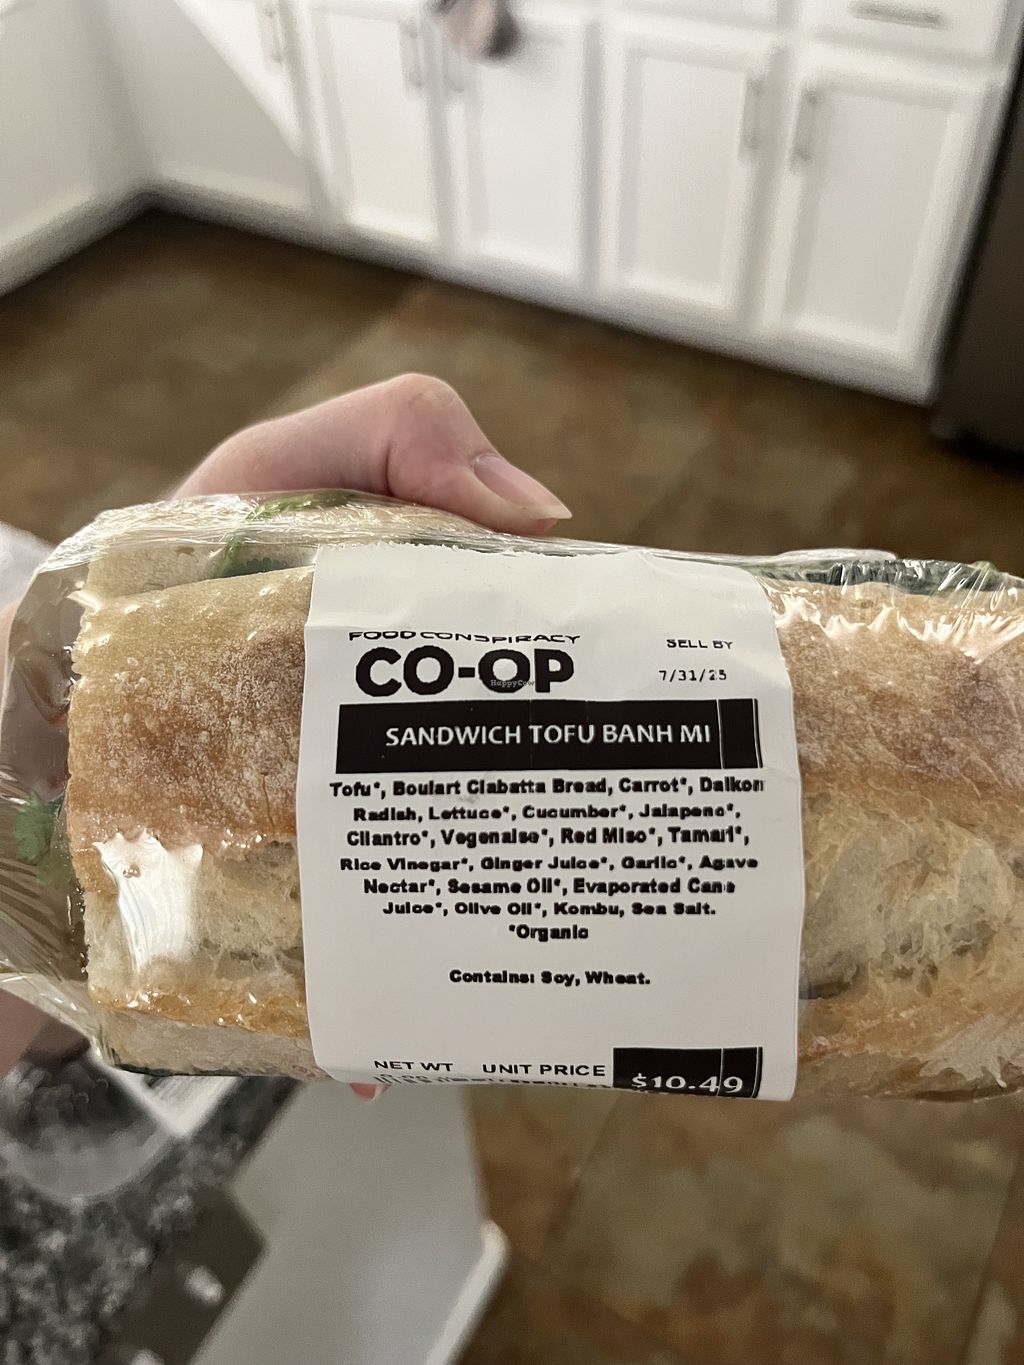 FOOD CONSPIRACY
CO-OP
SELL BY
7/31/25
HappyCow
SANDWICH TOFU BANH MI
Tofu*, Boulart Ciabatta Bread, Carrot*, Daikon
Radish, Lettuce*, Cucumber*, Jalapeno*,
Cilantro*, Vegenaise*, Red Miso*, Tamari*,
Rice Vinegar*, Ginger Juice*, Garlic*, Agave
Nectar*, Sesame Oil*, Evaporated Cane
Juice*, Olive Oil*, Kombu, Sea Salt.
*Organic
Contains: Soy, Wheat.
NET WT UNIT PRICE
$10.49